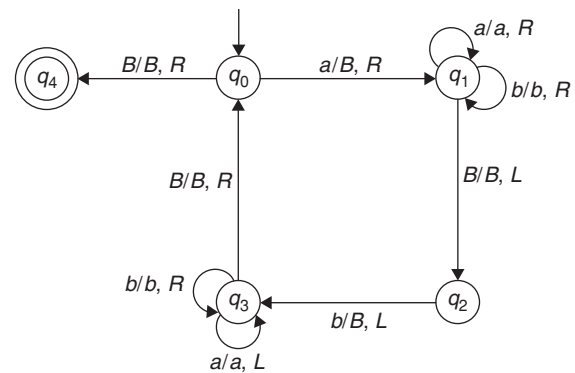 a/a, R
q4
B/B, R
q0
a/B, R
q1
b/b, R
B/B, R
B/B, L
b/b, R
q3
b/B, L
q2
a/a, L